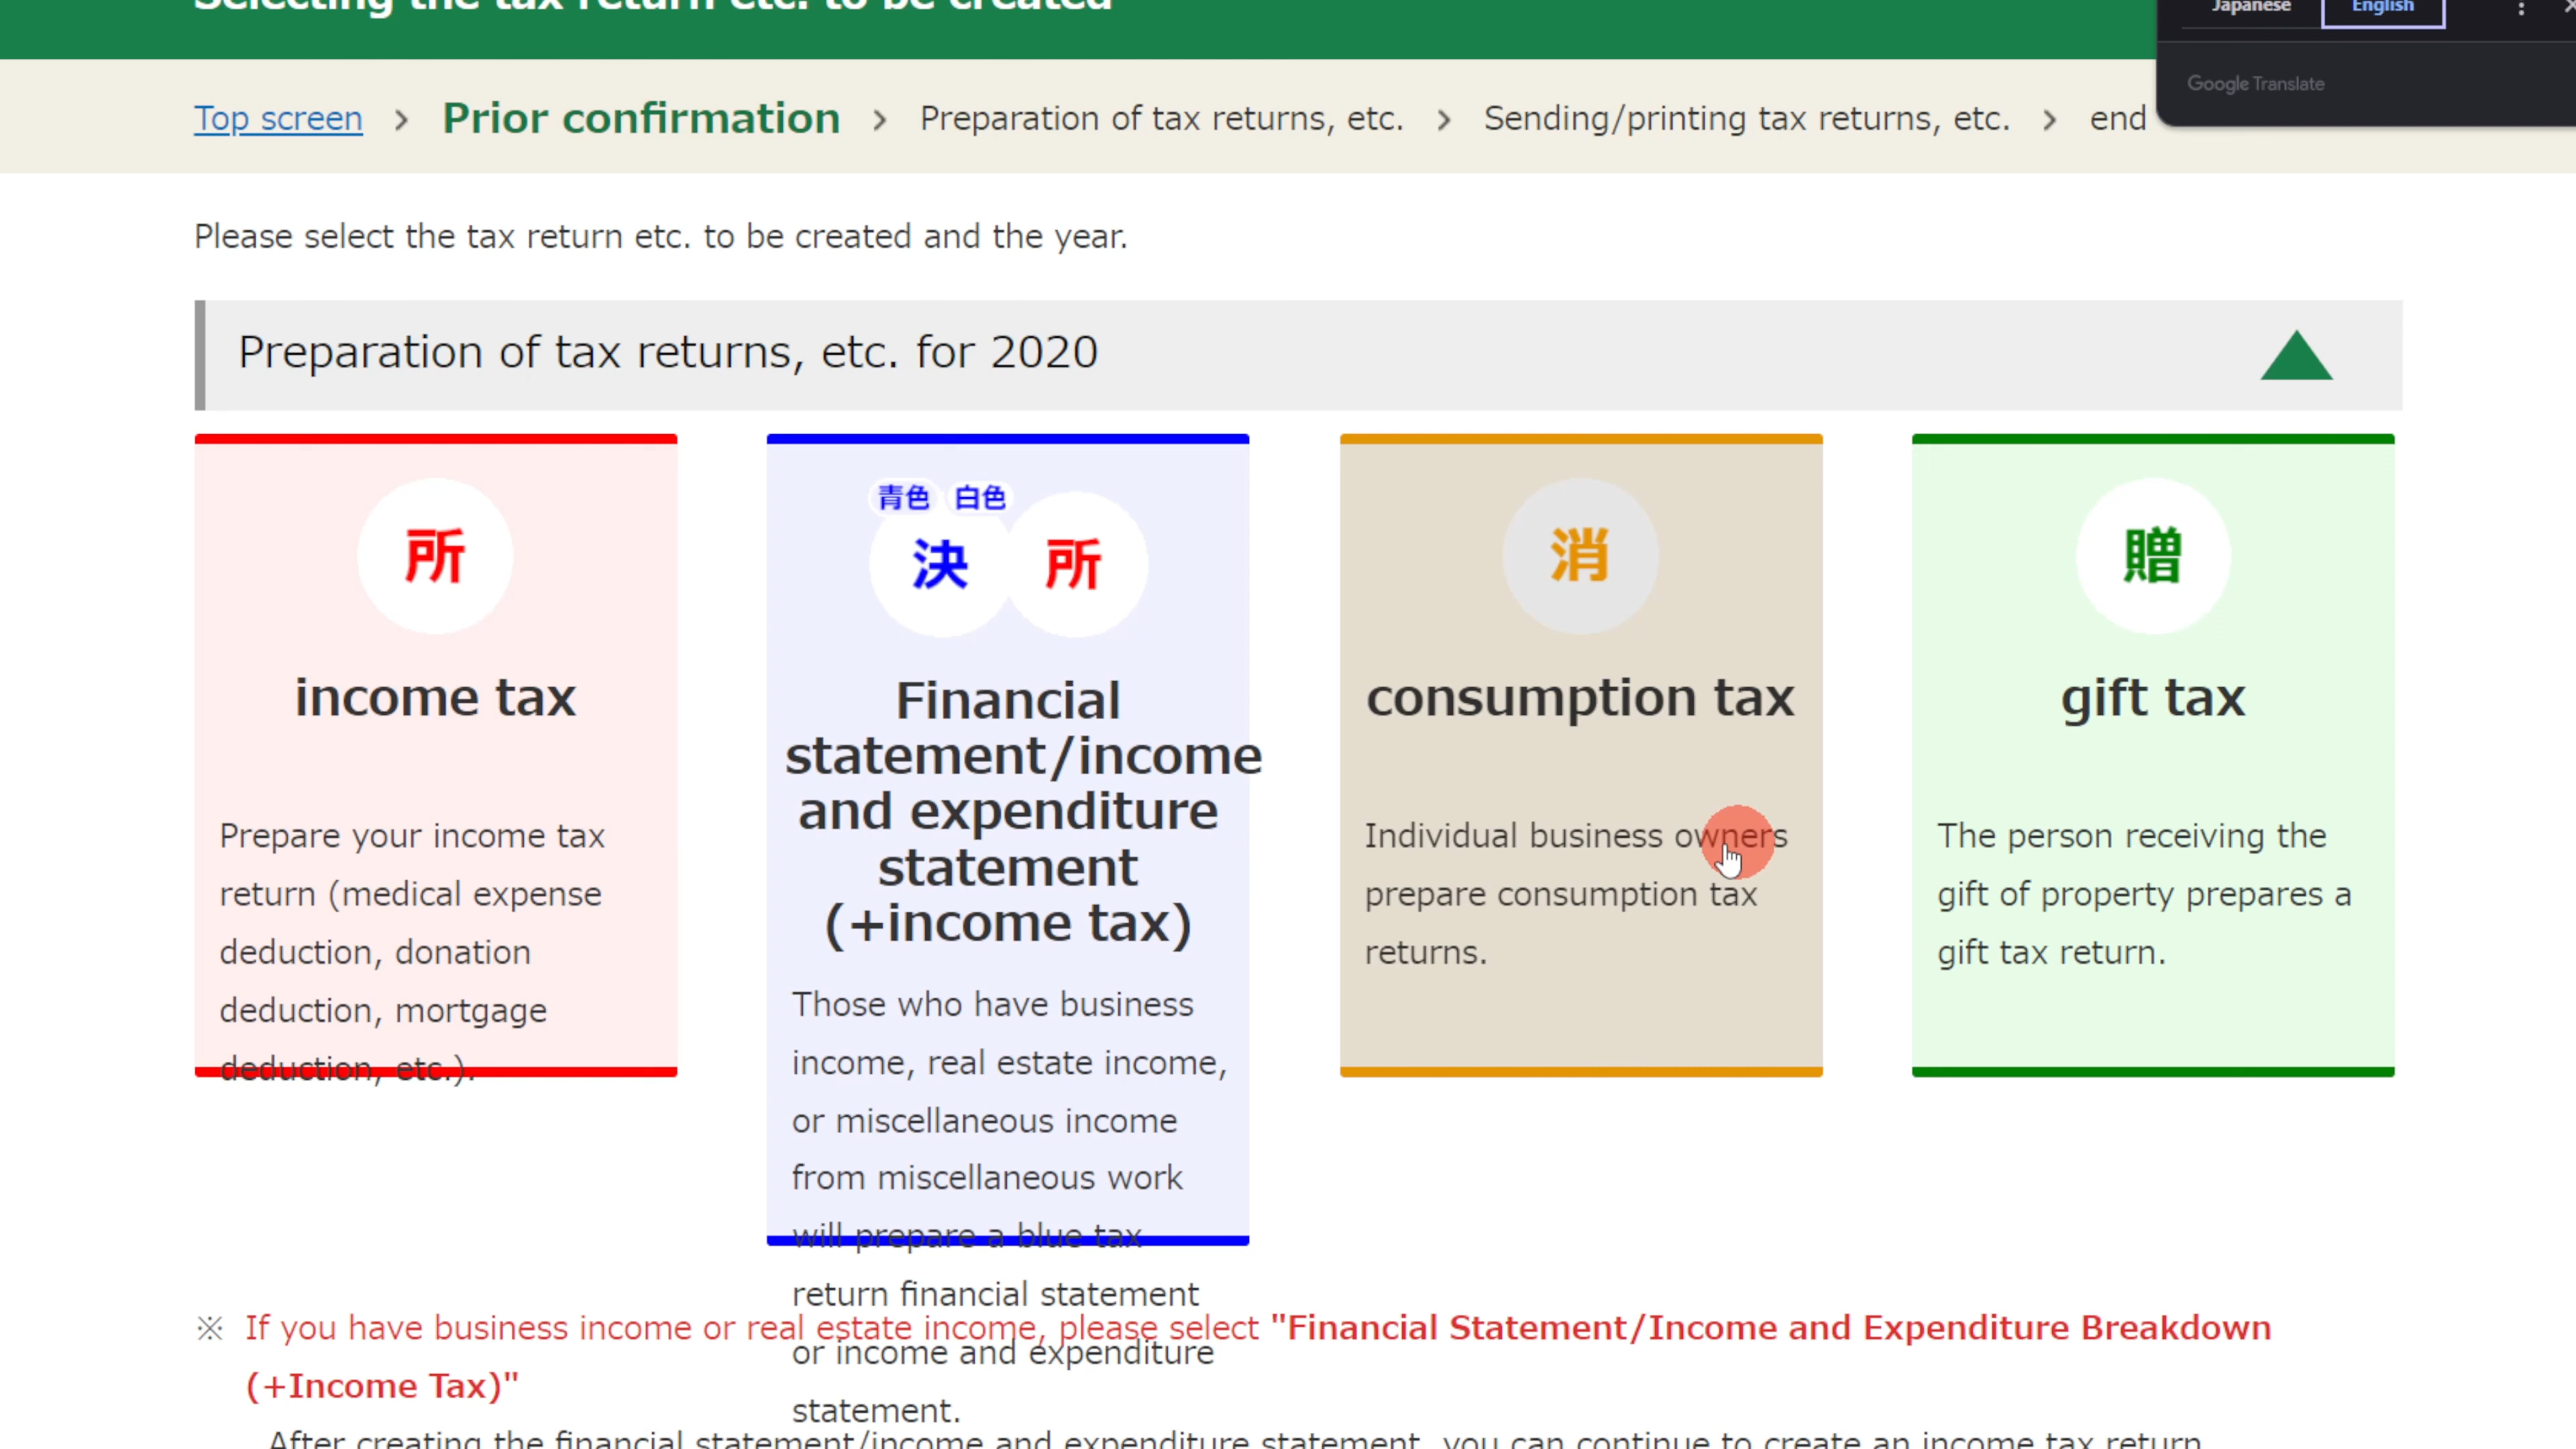 Selecting the tax return etc. to be created
Japanese English
Google Translate
Top screen > Prior confirmation > Preparation of tax returns, etc. > Sending/printing tax returns, etc. > end
Please select the tax return etc. to be created and the year.
Preparation of tax returns, etc. for 2020
所
income tax
Prepare your income tax
return (medical expense
deduction, donation
deduction, mortgage
deduction, etc.).
青色 白色
決 所
Financial
statement/income
and expenditure
statement
(+income tax)
Those who have business
income, real estate income,
or miscellaneous income
from miscellaneous work
will prepare a blue tax
return financial statement
or income and expenditure
statement.
消
consumption tax
Individual business owners
prepare consumption tax
returns.
贈
gift tax
The person receiving the
gift of property prepares a
gift tax return.
※ If you have business income or real estate income, please select "Financial Statement/Income and Expenditure Breakdown
(+Income Tax)"
After creating the financial statement/income and expenditure statement, you can continue to create an income tax return